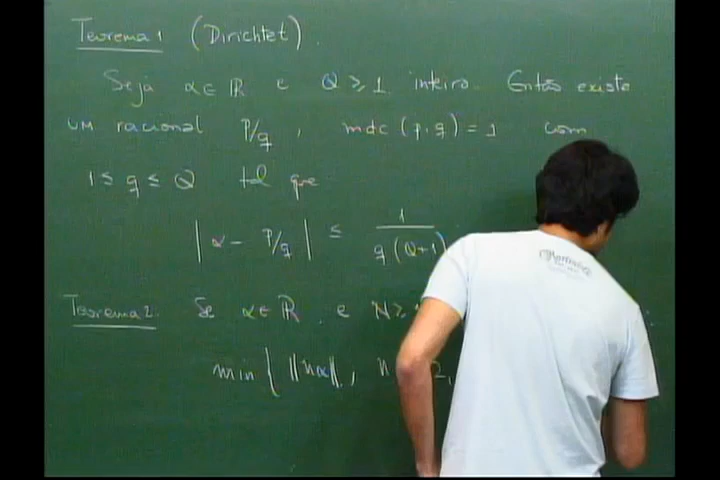 Teorema 1 (Dirichlet).
Seja α ∈ ℝ e Q ⩾ 1 inteiro. Então existe
um racional p/q, mdc (p, q) = 1 com
1 ≤ q ≤ Q tal que
| α − p/q | ≤ 1 / q(Q+1)
Teorema 2. Se α ∈ ℝ e N ⩾
min { ||nα||, n